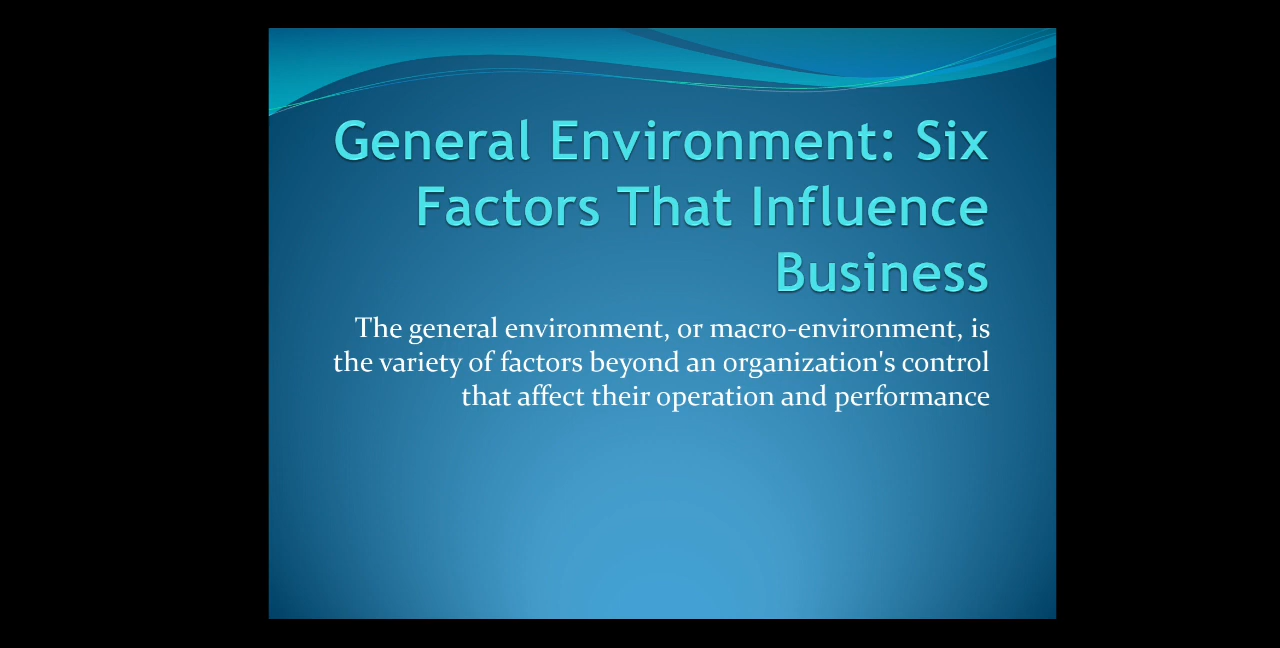 General Environment: Six
Factors That Influence
Business
The general environment, or macro-environment, is
the variety of factors beyond an organization's control
that affect their operation and performance